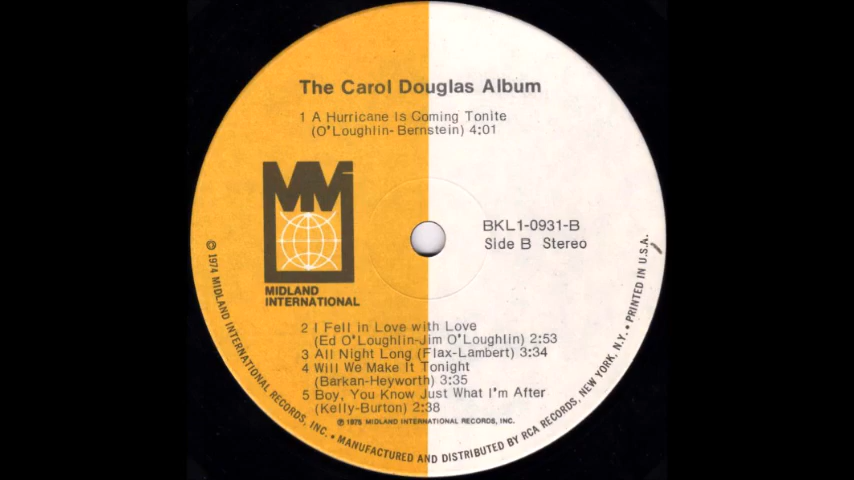 The Carol Douglas Album
1 A Hurricane Is Coming Tonite
(O'Loughlin-Bernstein) 4:01
MM
MIDLAND
INTERNATIONAL
BKL1-0931-B
Side B Stereo
2 I Fell in Love with Love
(Ed O'Loughlin-Jim O'Loughlin) 2:53
3 All Night Long (Flax-Lambert) 3:34
4 Will We Make It Tonight
(Barkan-Heyworth) 3:35
5 Boy, You Know Just What I'm After
(Kelly-Burton) 2:38
℗ 1975 MIDLAND INTERNATIONAL RECORDS, INC.
© 1974 MIDLAND INTERNATIONAL RECORDS, INC. • MANUFACTURED AND DISTRIBUTED BY RCA RECORDS, NEW YORK, N.Y. • PRINTED IN U.S.A.